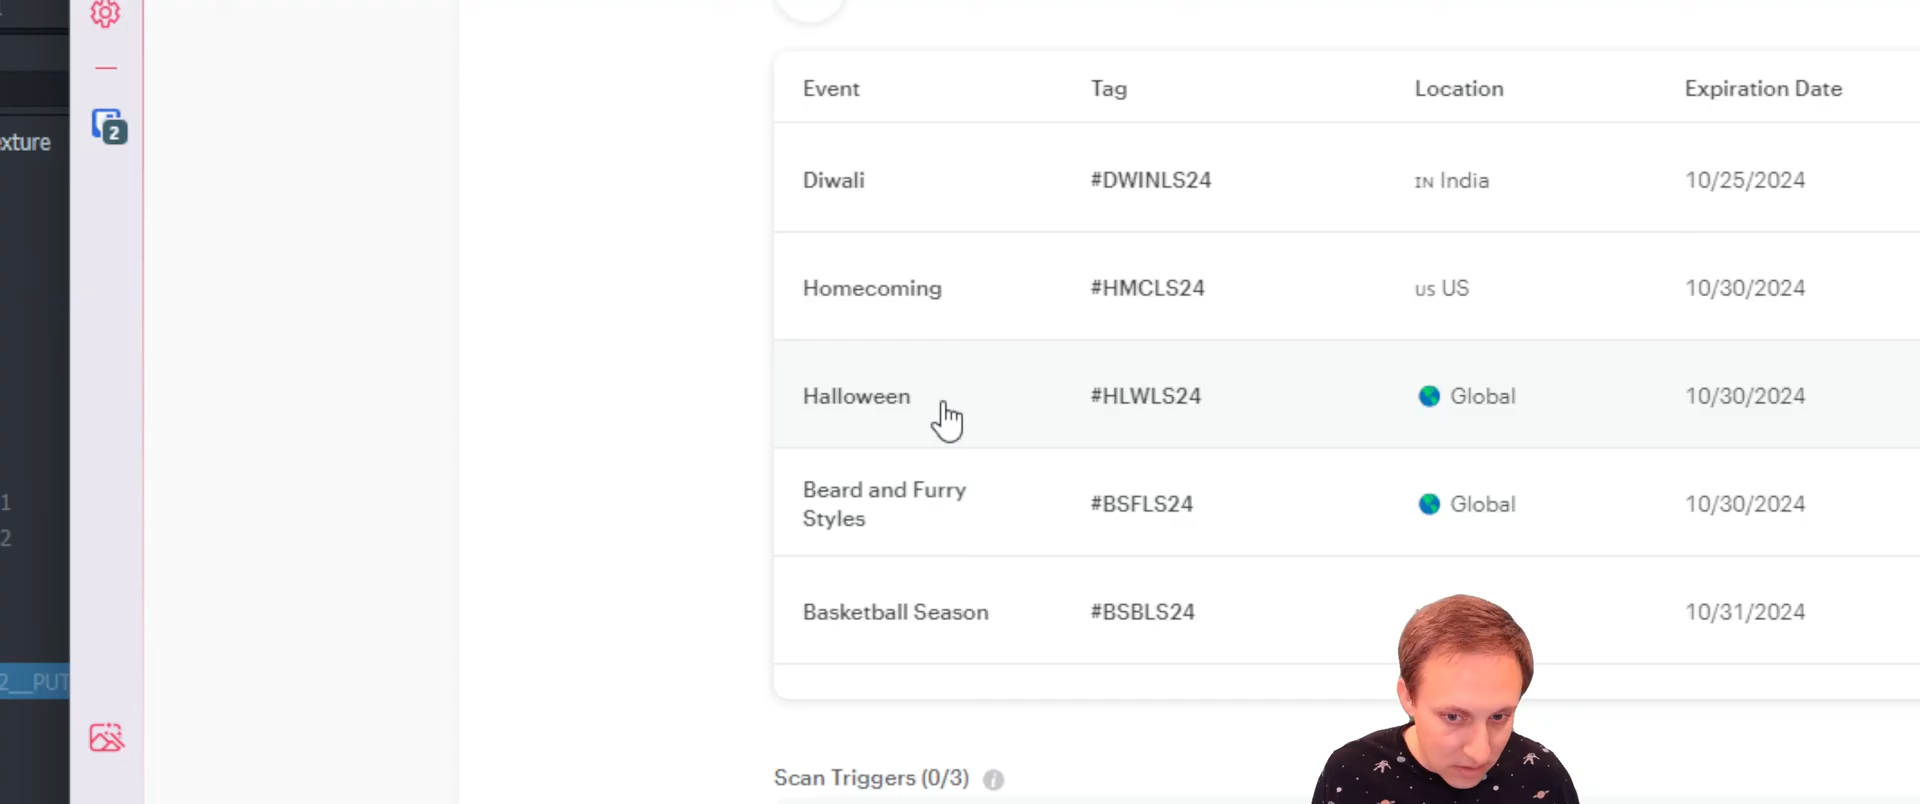 2
exture
Event Tag Location Expiration Date
Diwali #DWINLS24 IN India 10/25/2024
Homecoming #HMCLS24 us US 10/30/2024
Halloween #HLWLS24 Global 10/30/2024
Beard and Furry
Styles #BSFLS24 Global 10/30/2024
1
2
Basketball Season #BSBLS24 10/31/2024
2__PUT
Scan Triggers (0/3) i